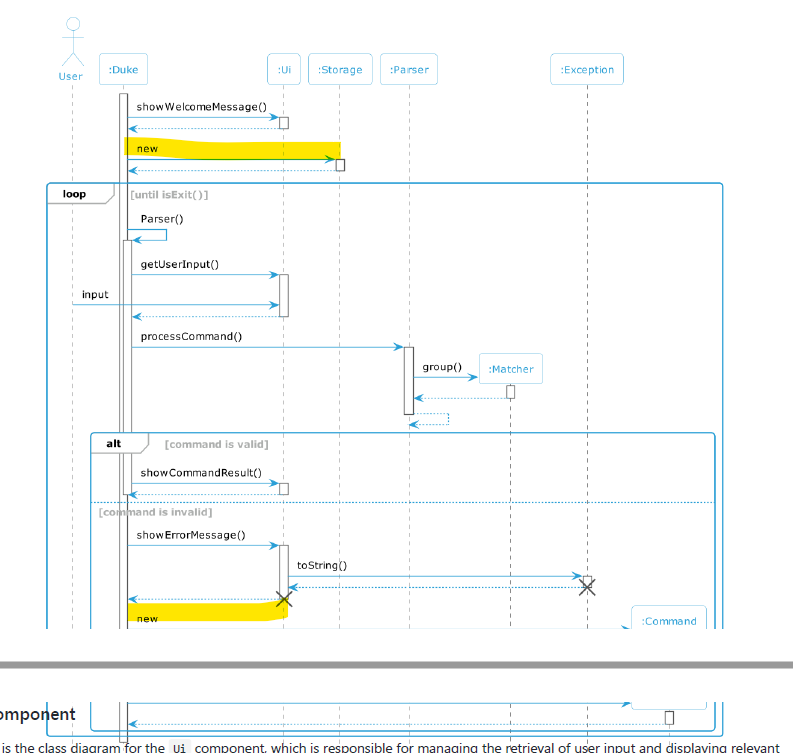 User
:Duke
:Ui
:Storage
:Parser
:Exception
showWelcomeMessage()
new
loop
[until isExit()]
Parser()
getUserInput()
input
processCommand()
group()
:Matcher
alt
[command is valid]
showCommandResult()
[command is invalid]
showErrorMessage()
toString()
new
:Command
omponent
is the class diagram for the Ui component, which is responsible for managing the retrieval of user input and displaying relevant